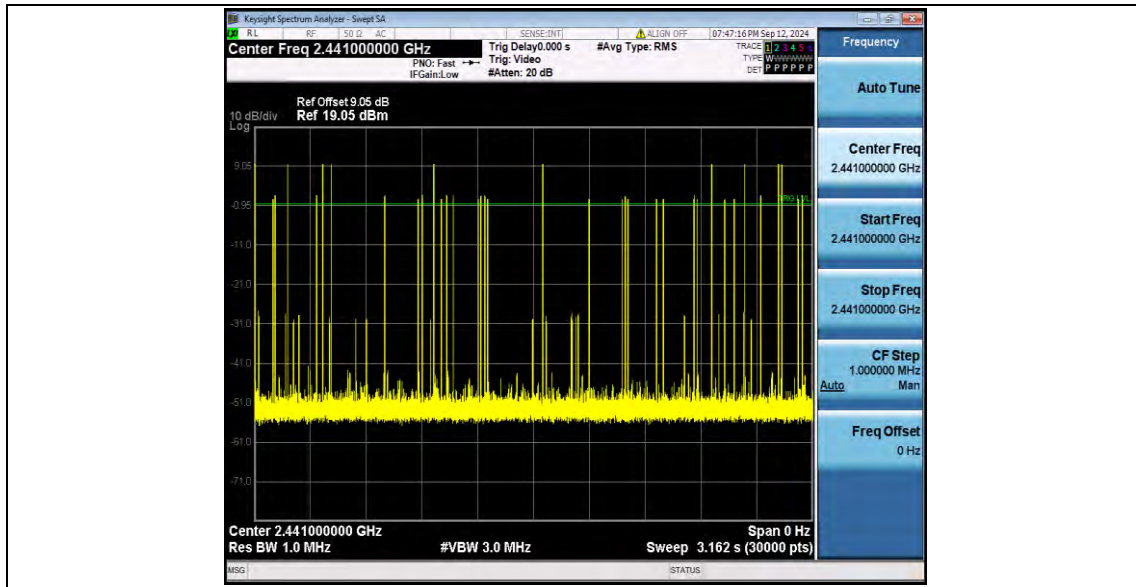 Keysight Spectrum Analyzer - Swept SA
RL RF 50 Ω AC SENSE:INT ALIGN OFF 07:47:16 PM Sep 12, 2024
Center Freq 2.441000000 GHz
PNO: Fast
IFGain:Low
Trig Delay0.000 s
Trig: Video
#Atten: 20 dB
#Avg Type: RMS
TRACE 1 2 3 4 5 6
TYPE
DET P P P P P P
Ref Offset 9.05 dB
10 dB/div Ref 19.05 dBm
Log
9.05
TRIG LVL
-0.95
-11.0
-21.0
-31.0
-41.0
-51.0
-61.0
-71.0
Center 2.441000000 GHz Span 0 Hz
Res BW 1.0 MHz #VBW 3.0 MHz Sweep 3.162 s (30000 pts)
MSG STATUS
Frequency
Auto Tune
Center Freq
2.441000000 GHz
Start Freq
2.441000000 GHz
Stop Freq
2.441000000 GHz
CF Step
1.000000 MHz
Auto Man
Freq Offset
0 Hz